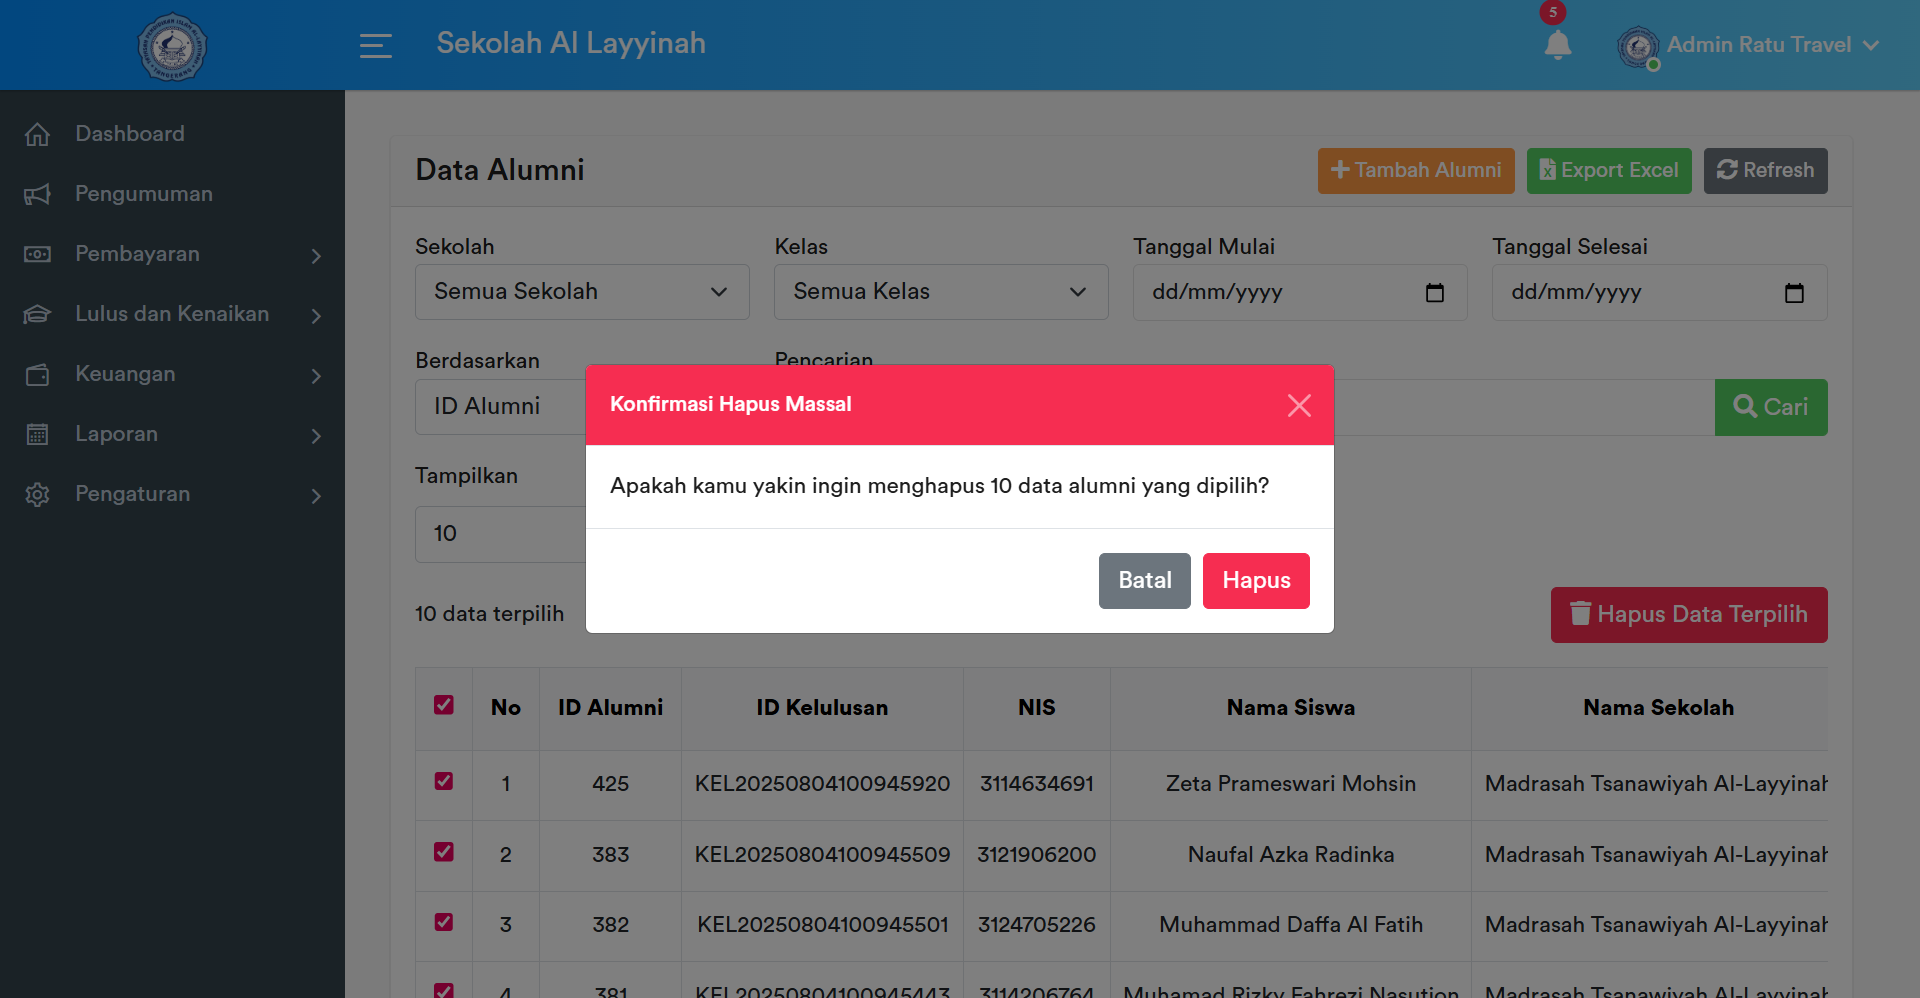 Sekolah Al Layyinah
5
Admin Ratu Travel
Dashboard
Pengumuman
Pembayaran
Lulus dan Kenaikan
Keuangan
Laporan
Pengaturan
Data Alumni
Tambah Alumni
Export Excel
Refresh
Sekolah Kelas Tanggal Mulai Tanggal Selesai
Semua Sekolah Semua Kelas dd/mm/yyyy dd/mm/yyyy
Berdasarkan Pencarian
ID Alumni
Cari
Konfirmasi Hapus Massal
Apakah kamu yakin ingin menghapus 10 data alumni yang dipilih?
Batal Hapus
Tampilkan
10
10 data terpilih
Hapus Data Terpilih
No ID Alumni ID Kelulusan NIS Nama Siswa Nama Sekolah
1 425 KEL20250804100945920 3114634691 Zeta Prameswari Mohsin Madrasah Tsanawiyah Al-Layyinah
2 383 KEL20250804100945509 3121906200 Naufal Azka Radinka Madrasah Tsanawiyah Al-Layyinah
3 382 KEL20250804100945501 3124705226 Muhammad Daffa Al Fatih Madrasah Tsanawiyah Al-Layyinah
4 381 KEL20250804100945443 3114206764 Muhamad Rizky Fahrezi Nasution Madrasah Tsanawiyah Al-Layyinah